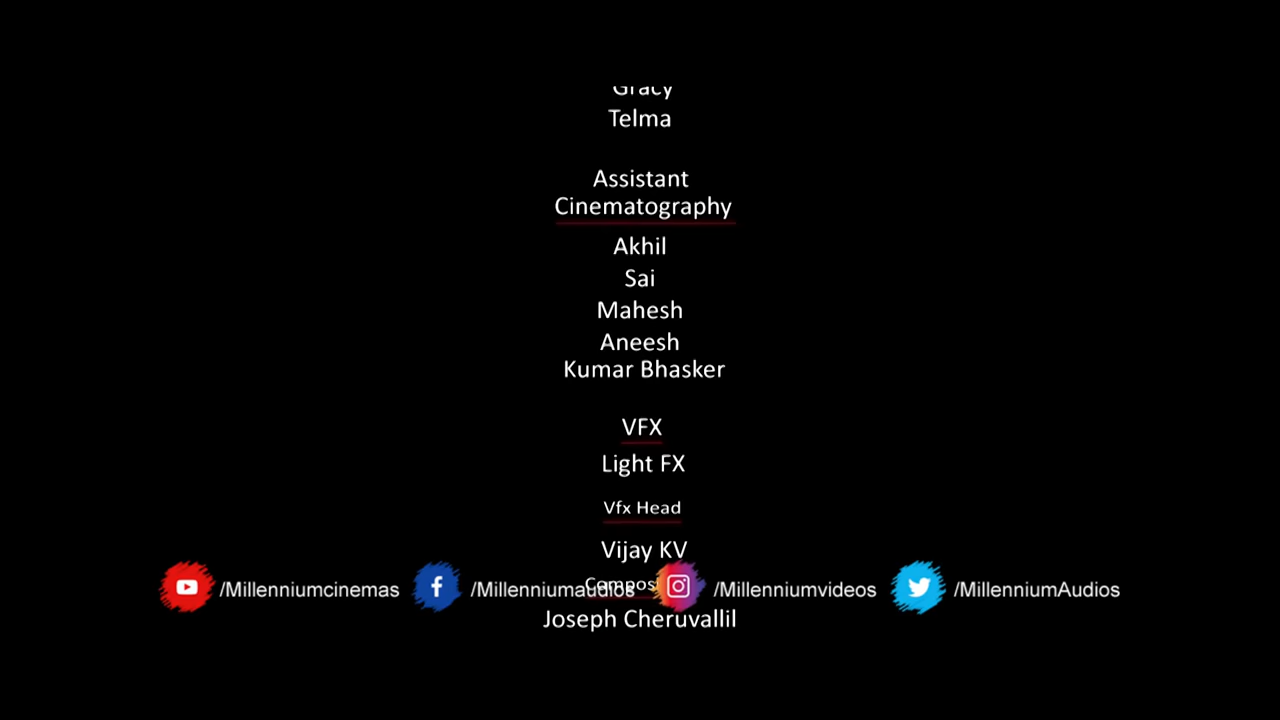 Gracy
Telma
Assistant
Cinematography
Akhil
Sai
Mahesh
Aneesh
Kumar Bhasker
VFX
Light FX
Vfx Head
Vijay KV
/Millenniumcinemas
/Millenniumaudios
/Millenniumvideos
/MillenniumAudios
Joseph Cheruvallil